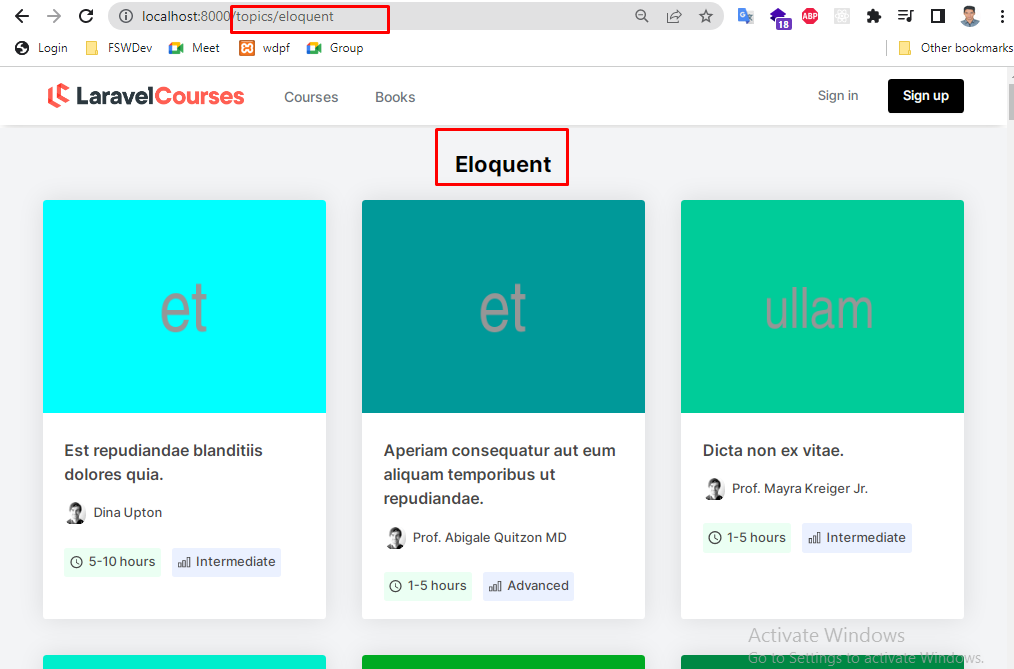 localhost:8000/topics/eloquent
ABP
18
Login FSWDev Meet wdpf Group Other bookmarks
LaravelCourses Courses Books Sign in Sign up
Eloquent
et et ullam
Est repudiandae blanditiis
dolores quia.
Dina Upton
5-10 hours Intermediate
Aperiam consequatur aut eum
aliquam temporibus ut
repudiandae.
Prof. Abigale Quitzon MD
1-5 hours Advanced
Dicta non ex vitae.
Prof. Mayra Kreiger Jr.
1-5 hours Intermediate
Activate Windows
Go to Settings to activate Windows.